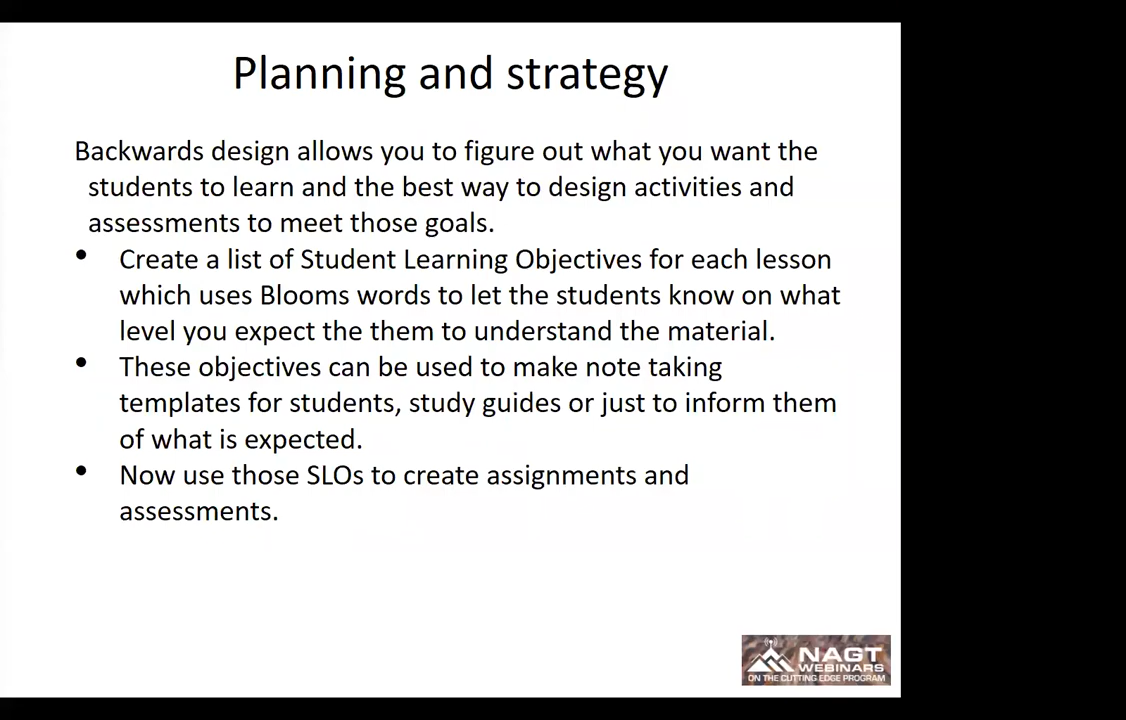 Planning and strategy
Backwards design allows you to figure out what you want the
students to learn and the best way to design activities and
assessments to meet those goals.
• Create a list of Student Learning Objectives for each lesson
which uses Blooms words to let the students know on what
level you expect the them to understand the material.
• These objectives can be used to make note taking
templates for students, study guides or just to inform them
of what is expected.
• Now use those SLOs to create assignments and
assessments.
NAGT
WEBINARS
ON THE CUTTING EDGE PROGRAM